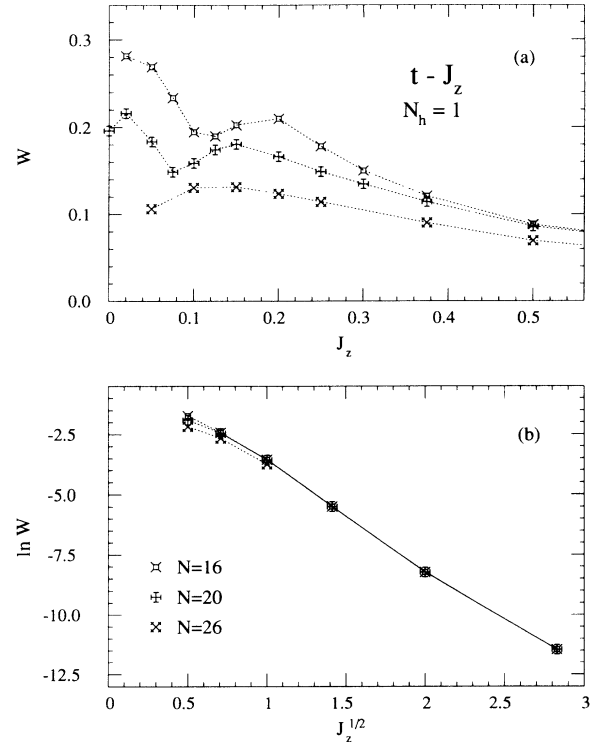 (a)
t - J_z
N_h = 1
0.3
0.2
0.1
0.0
W
0 0.1 0.2 0.3 0.4 0.5
J_z
(b)
-2.5
-5.0
-7.5
-10.0
-12.5
ln W
N=16
N=20
N=26
0 0.5 1 1.5 2 2.5 3
J_z^{1/2}